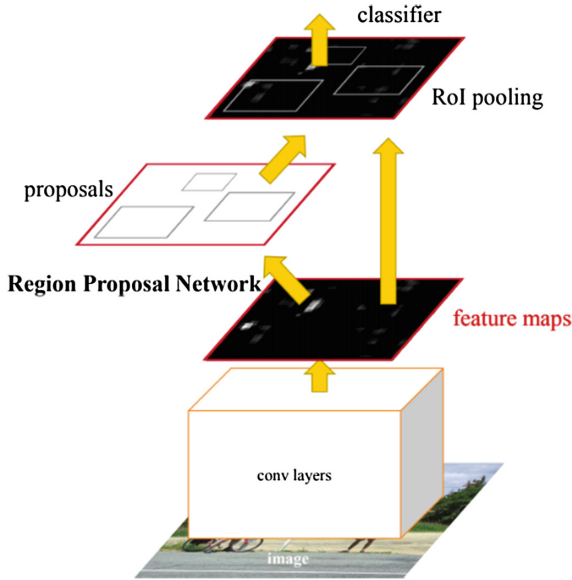 classifier
RoI pooling
proposals
Region Proposal Network
feature maps
conv layers
image